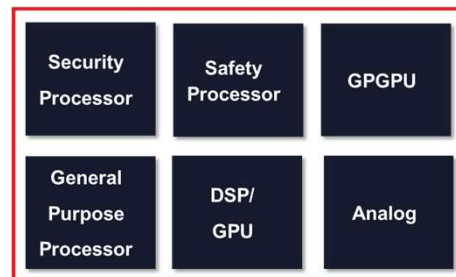 Security
Processor
Safety
Processor
GPGPU
General
Purpose
Processor
DSP/
GPU
Analog